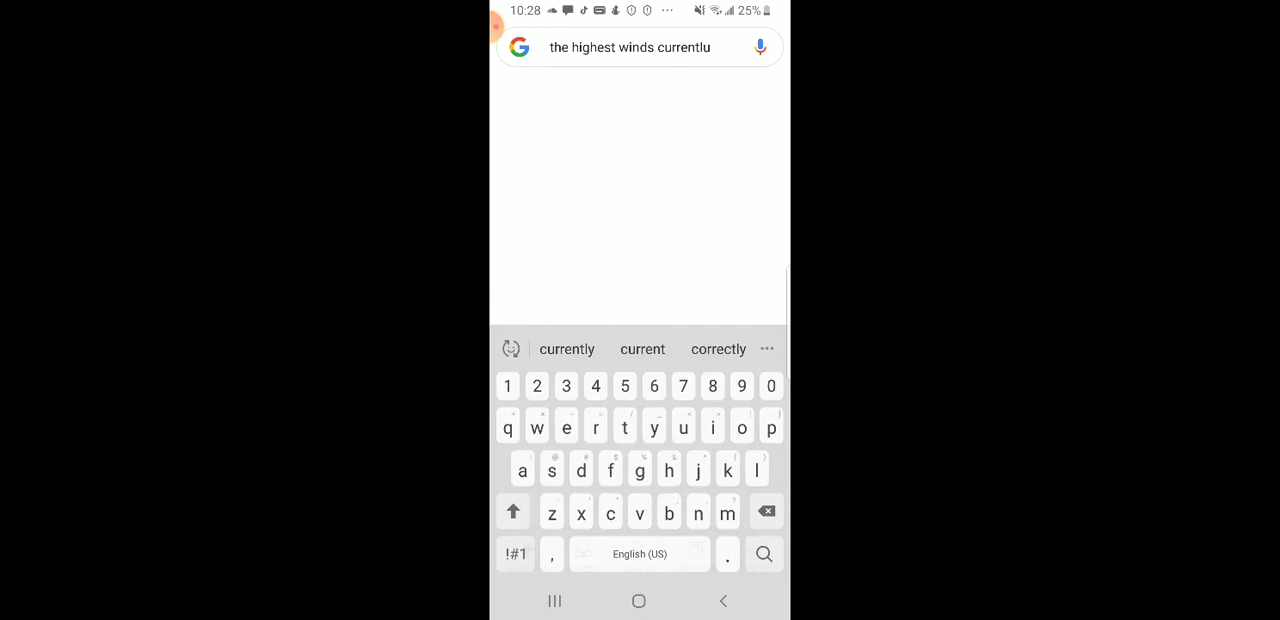 10:28 ... 25%
the highest winds currentlu
currently current correctly ...
1 2 3 4 5 6 7 8 9 0
q w e r t y u i o p
a s d f g h j k l
z x c v b n m
!#1 , English (US) .